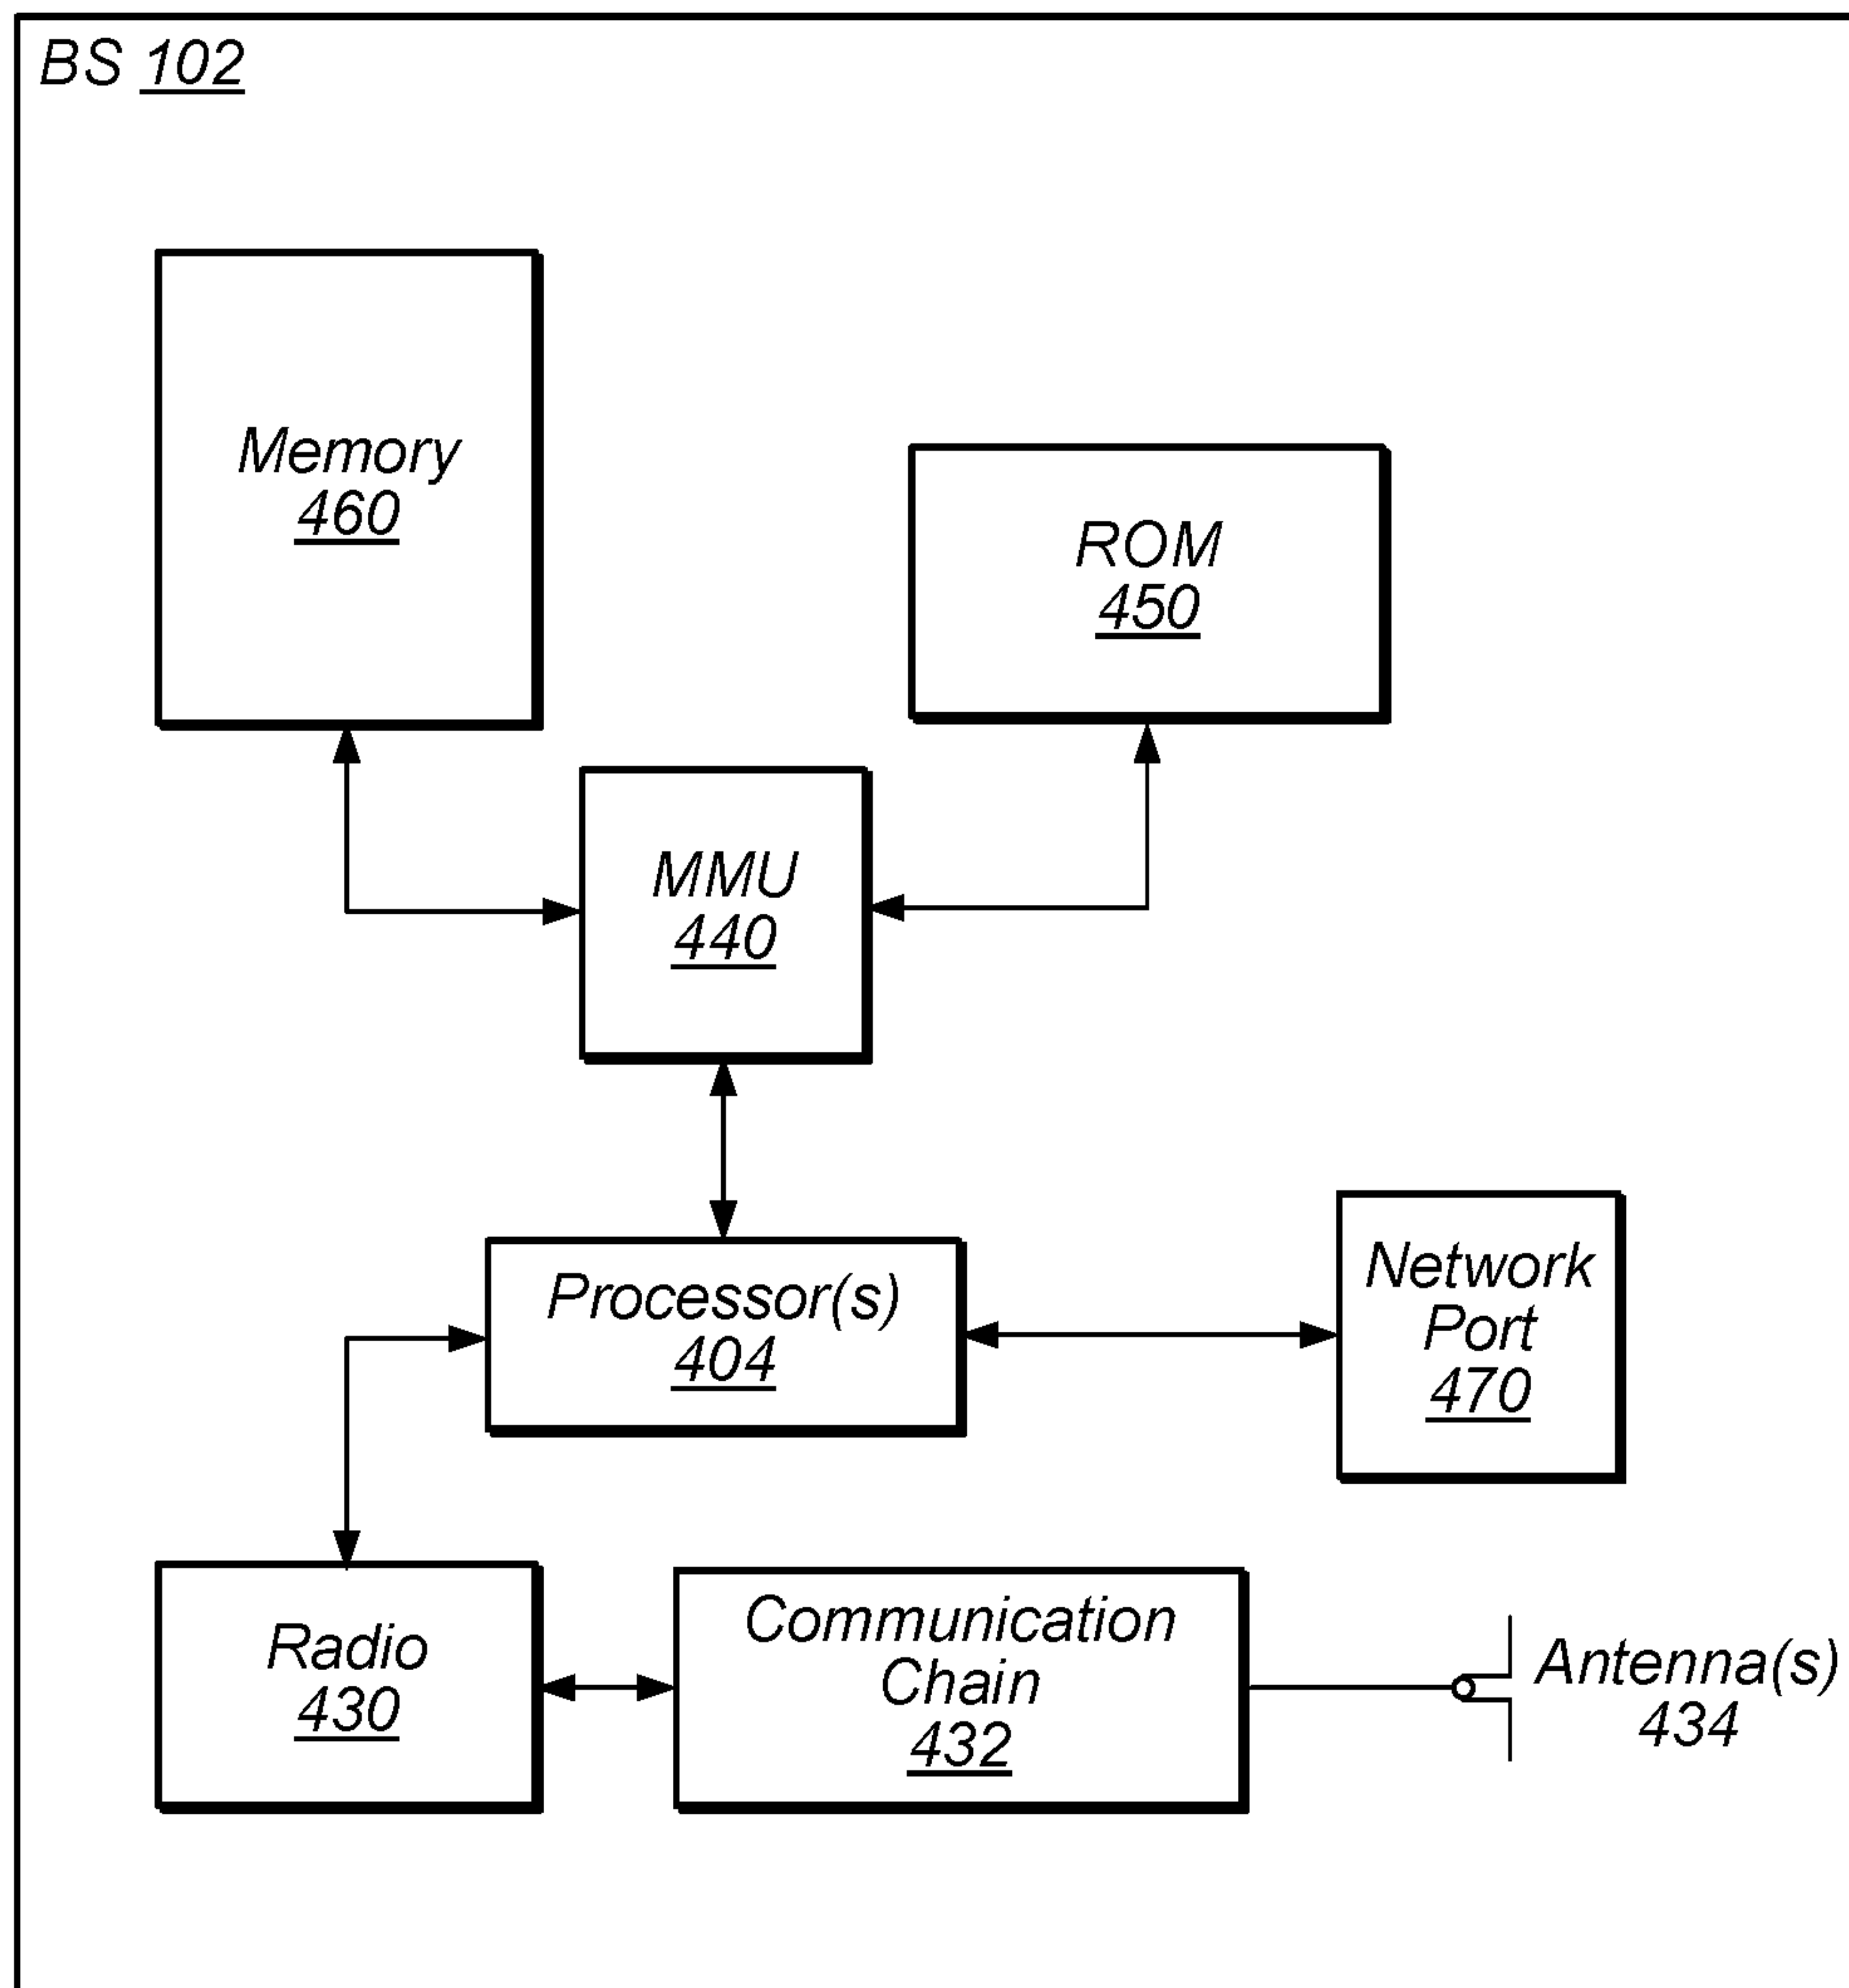 BS 102
Memory
460
ROM
450
MMU
440
Processor(s)
404
Network
Port
470
Radio
430
Communication
Chain
432
Antenna(s)
434